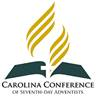 CAROLINA CONFERENCE
OF SEVENTH-DAY ADVENTISTS